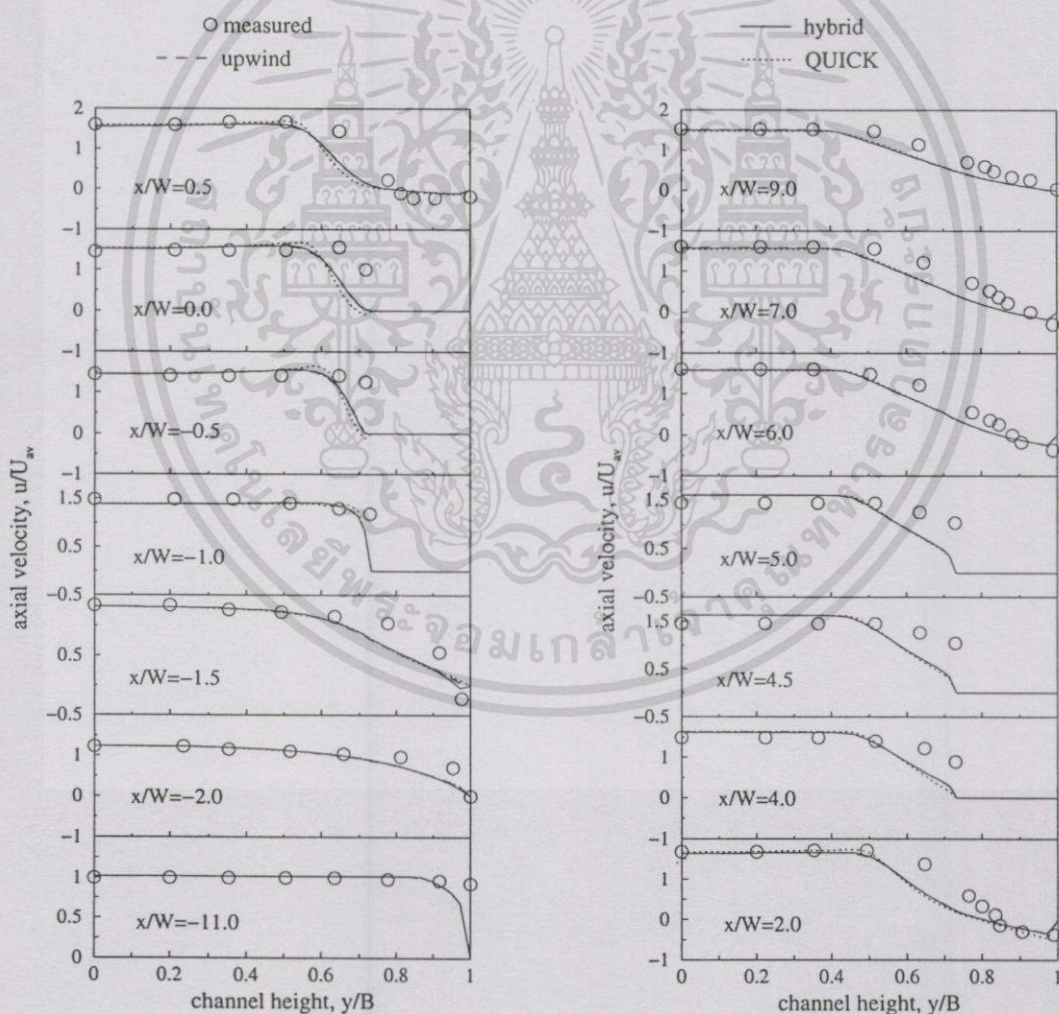 measured
upwind
hybrid
QUICK
axial velocity, u/U_av
2
1
0
x/W=0.5
−1
1
0
x/W=0.0
−1
1
0
x/W=−0.5
−1
1.5
0.5
x/W=−1.0
−0.5
0.5
x/W=−1.5
−0.5
1
0
x/W=−2.0
−1
1
0.5
x/W=−11.0
0
0 0.2 0.4 0.6 0.8 1
channel height, y/B
axial velocity, u/U_av
2
1
0
x/W=9.0
−1
1
0
x/W=7.0
−1
1
0
x/W=6.0
−1
1.5
0.5
x/W=5.0
−0.5
1.5
0.5
x/W=4.5
−0.5
1
0
x/W=4.0
−1
1
0
x/W=2.0
−1
0 0.2 0.4 0.6 0.8 1
channel height, y/B